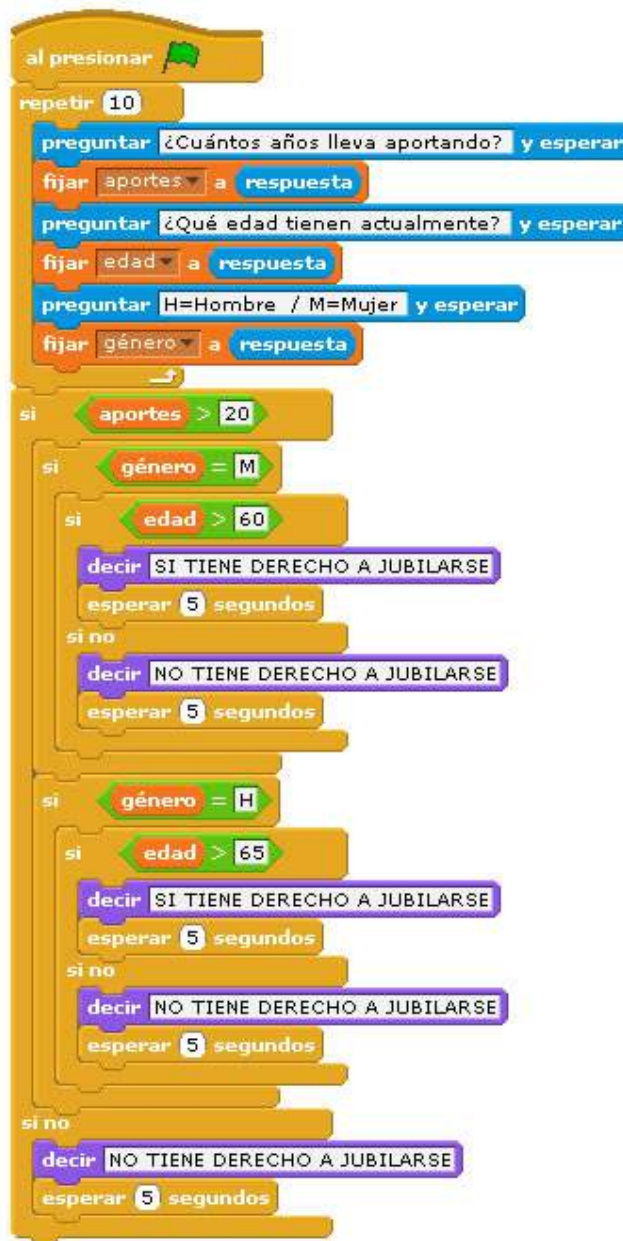 al presionar
repetir 10
preguntar ¿Cuántos años lleva aportando? y esperar
fijar aportes a respuesta
preguntar ¿Qué edad tienen actualmente? y esperar
fijar edad a respuesta
preguntar H=Hombre / M=Mujer y esperar
fijar género a respuesta
si aportes > 20
si género = M
si edad > 60
decir SI TIENE DERECHO A JUBILARSE
esperar 5 segundos
si no
decir NO TIENE DERECHO A JUBILARSE
esperar 5 segundos
si género = H
si edad > 65
decir SI TIENE DERECHO A JUBILARSE
esperar 5 segundos
si no
decir NO TIENE DERECHO A JUBILARSE
esperar 5 segundos
si no
decir NO TIENE DERECHO A JUBILARSE
esperar 5 segundos